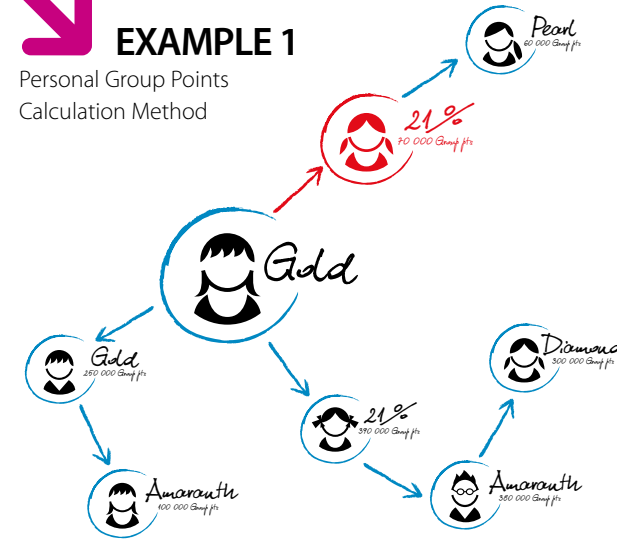 EXAMPLE 1
Personal Group Points
Calculation Method
Pearl
60 000 Group pts
21%
70 000 Group pts
Gold
Gold
250 000 Group pts
Diamond
300 000 Group pts
21%
390 000 Group pts
Amaranth
100 000 Group pts
Amaranth
380 000 Group pts